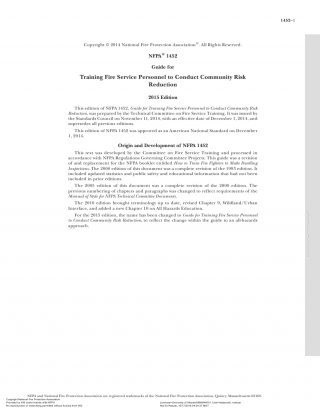 1452–1
Copyright © 2014 National Fire Protection Association®. All Rights Reserved.
NFPA® 1452
Guide for
Training Fire Service Personnel to Conduct Community Risk
Reduction
2015 Edition
This edition of NFPA 1452, Guide for Training Fire Service Personnel to Conduct Community Risk
Reduction, was prepared by the Technical Committee on Fire Service Training. It was issued by
the Standards Council on November 11, 2014, with an effective date of December 1, 2014, and
supersedes all previous editions.
This edition of NFPA 1452 was approved as an American National Standard on December
1, 2014.
Origin and Development of NFPA 1452
This text was developed by the Committee on Fire Service Training and processed in
accordance with NFPA Regulations Governing Committee Projects. This guide was a revision
of and replacement for the NFPA booklet entitled How to Train Fire Fighters to Make Dwelling
Inspections. The 2000 edition of this document was a complete revision of the 1993 edition. It
included updated statistics and public safety and educational information that had not been
included in prior editions.
The 2005 edition of this document was a complete revision of the 2000 edition. The
previous numbering of chapters and paragraphs was changed to reflect requirements of the
Manual of Style for NFPA Technical Committee Documents.
The 2010 edition brought terminology up to date, revised Chapter 9, Wildland/Urban
Interface, and added a new Chapter 10 on All Hazards Education.
For the 2015 edition, the name has been changed to Guide for Training Fire Service Personnel
to Conduct Community Risk Reduction, to reflect the change within the guide to an all-hazards
approach.
NFPA and National Fire Protection Association are registered trademarks of the National Fire Protection Association, Quincy, Massachusetts 02169.
Copyright National Fire Protection Association